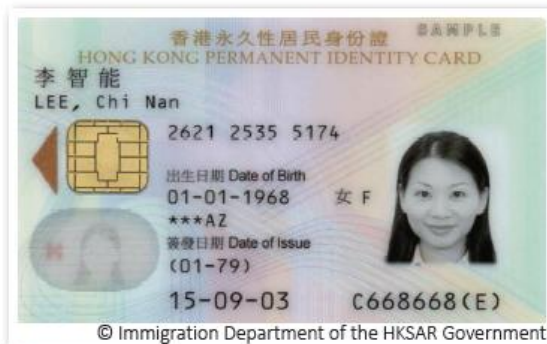 SAMPLE
香港永久性居民身份證
HONG KONG PERMANENT IDENTITY CARD
李智能
LEE, Chi Nan
2621 2535 5174
出生日期 Date of Birth
01-01-1968 女 F
***AZ
簽發日期 Date of Issue
(01-79)
15-09-03 C668668(E)
© Immigration Department of the HKSAR Government